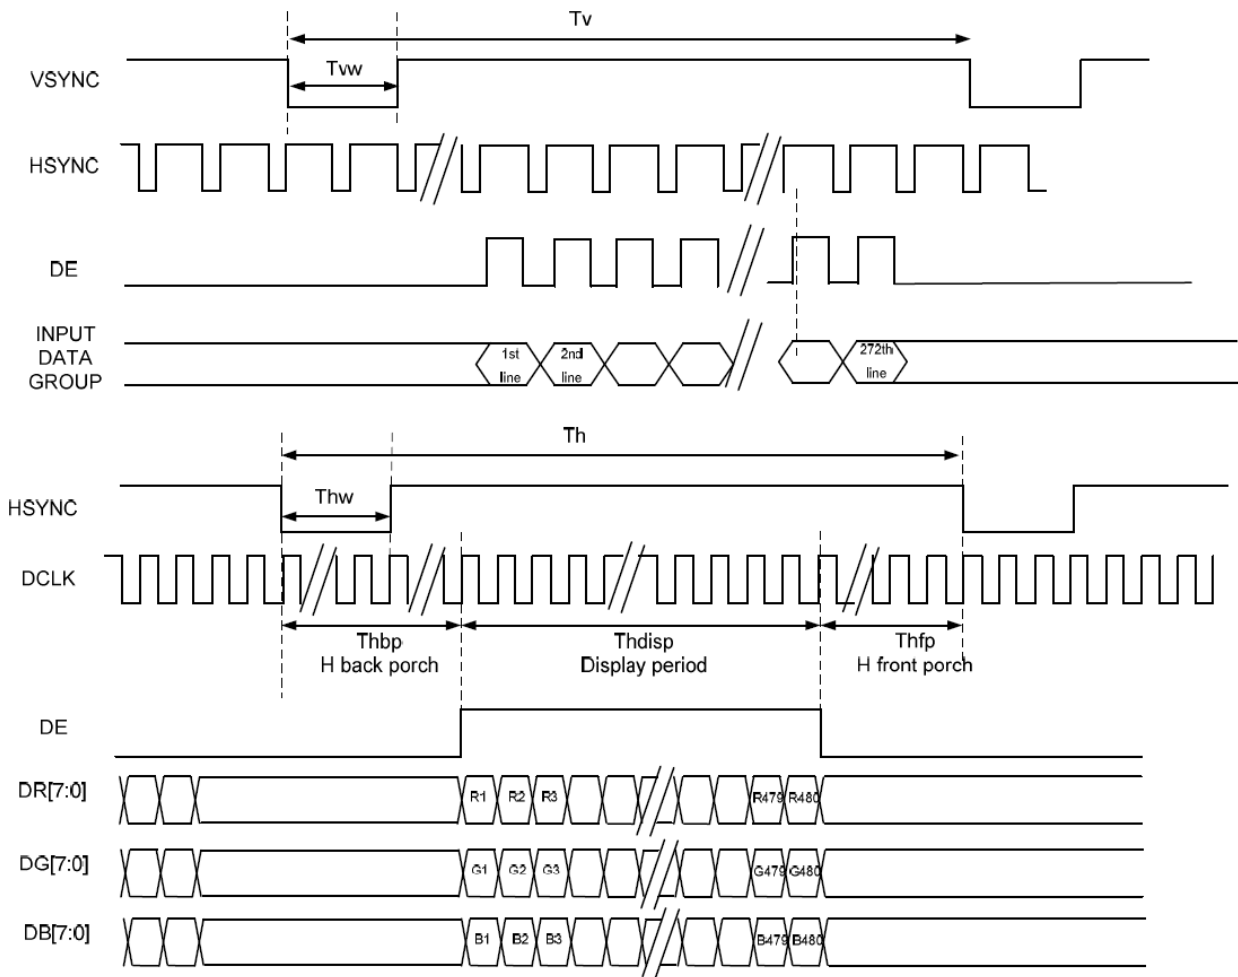 Tv
VSYNC
Tvw
HSYNC
DE
INPUT
DATA
GROUP
1st
line
2nd
line
272th
line
Th
HSYNC
Thw
DCLK
Thbp
H back porch
Thdisp
Display period
Thfp
H front porch
DE
DR[7:0]
R1 R2 R3 R479 R480
DG[7:0]
G1 G2 G3 G479 G480
DB[7:0]
B1 B2 B3 B479 B480